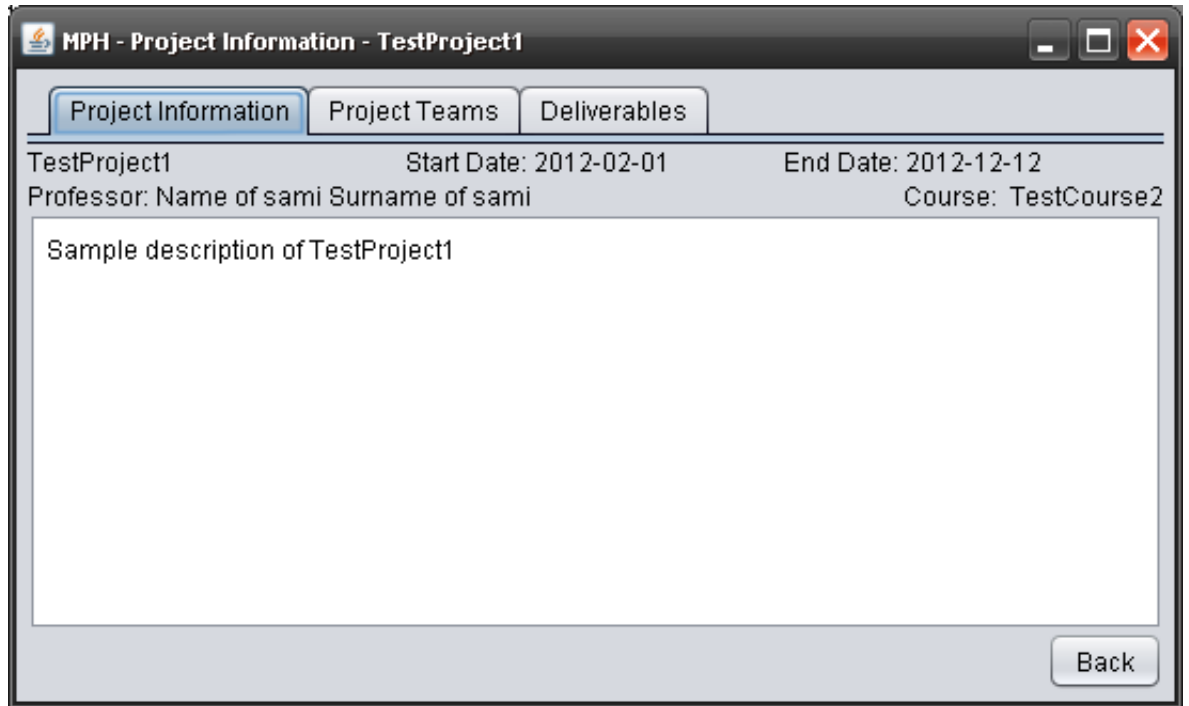 MPH - Project Information - TestProject1
Project Information Project Teams Deliverables
TestProject1 Start Date: 2012-02-01 End Date: 2012-12-12
Professor: Name of sami Surname of sami Course: TestCourse2
Sample description of TestProject1
Back